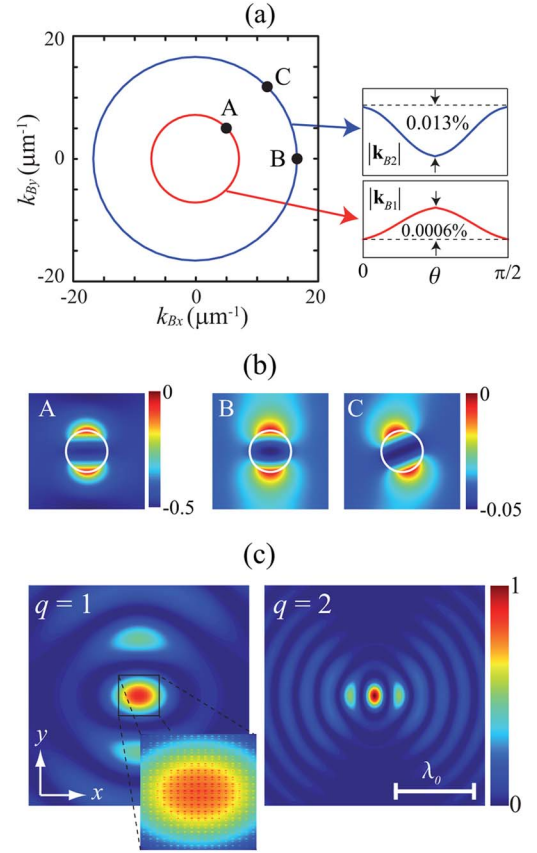 (a)
20
10
0
-20
-20
0
20
k_By (μm⁻¹)
k_Bx (μm⁻¹)
A
B
C
0.013%
|k_B2|
|k_B1|
0.0006%
0
θ
π/2
(b)
A
0
-0.5
B
C
0
-0.05
(c)
q = 1
q = 2
y
x
λ₀
1
0